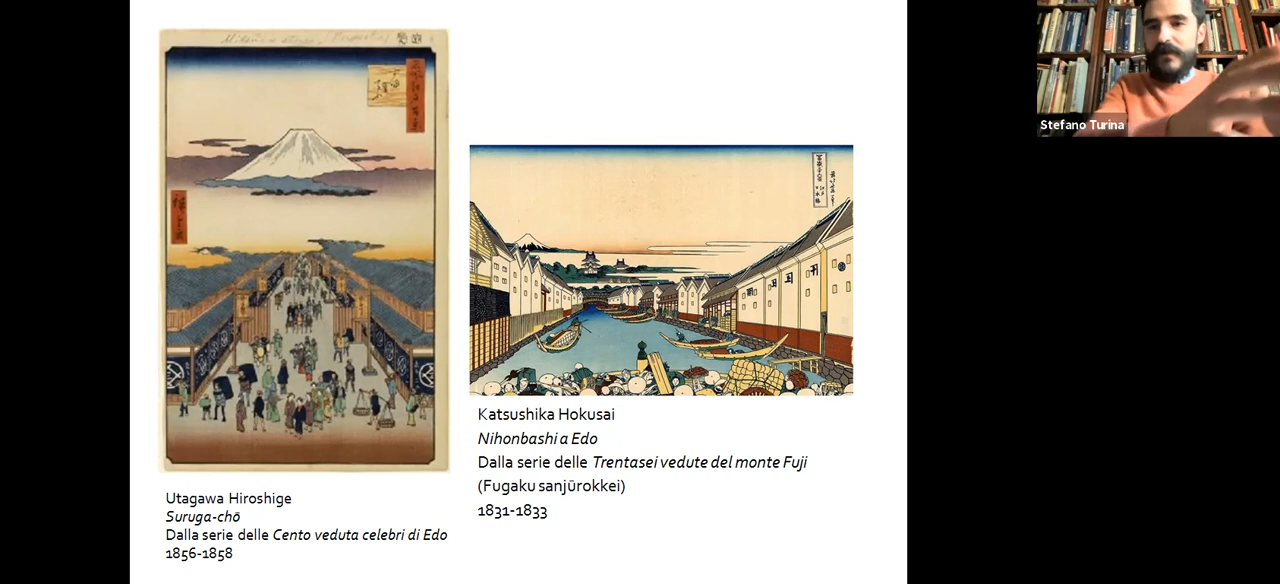 Utagawa Hiroshige
Suruga-chō
Dalla serie delle Cento veduta celebri di Edo
1856-1858
Katsushika Hokusai
Nihonbashi a Edo
Dalla serie delle Trentasei vedute del monte Fuji
(Fugaku sanjūrokkei)
1831-1833
Stefano Turina